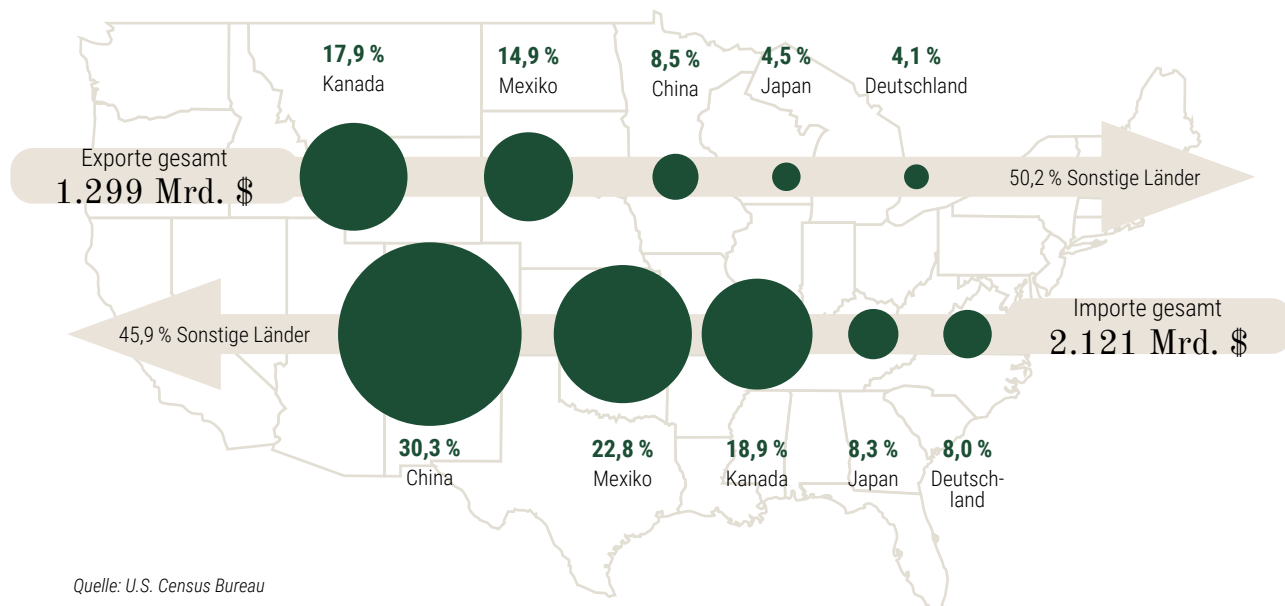 17,9 %
Kanada
14,9 %
Mexiko
8,5 %
China
4,5 %
Japan
4,1 %
Deutschland
Exporte gesamt
1.299 Mrd. $
50,2 % Sonstige Länder
45,9 % Sonstige Länder
Importe gesamt
2.121 Mrd. $
30,3 %
China
22,8 %
Mexiko
18,9 %
Kanada
8,3 %
Japan
8,0 %
Deutsch-
land
Quelle: U.S. Census Bureau